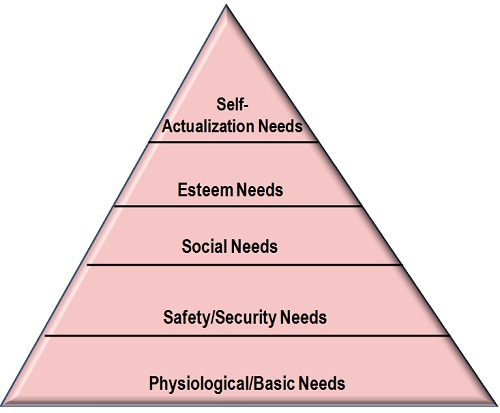 Self-
Actualization Needs
Esteem Needs
Social Needs
Safety/Security Needs
Physiological/Basic Needs